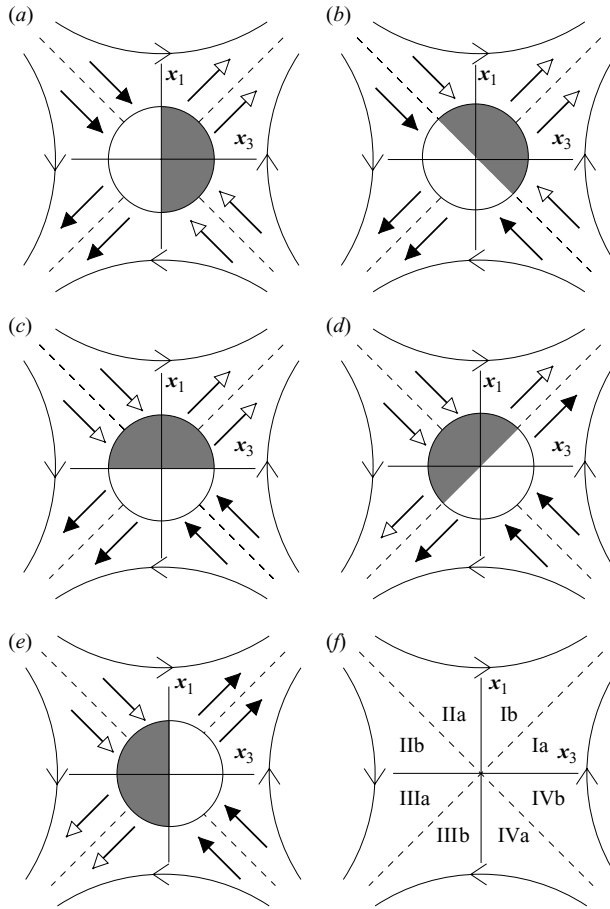 (a)
x1
x3
(b)
x1
x3
(c)
x1
x3
(d)
x1
x3
(e)
x1
x3
(f)
x1
IIa Ib
IIb Ia x3
IIIa IVb
IIIb IVa